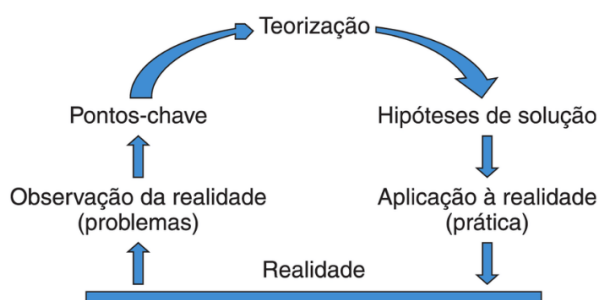 Teorização
Pontos-chave
Hipóteses de solução
Observação da realidade
(problemas)
Aplicação à realidade
(prática)
Realidade